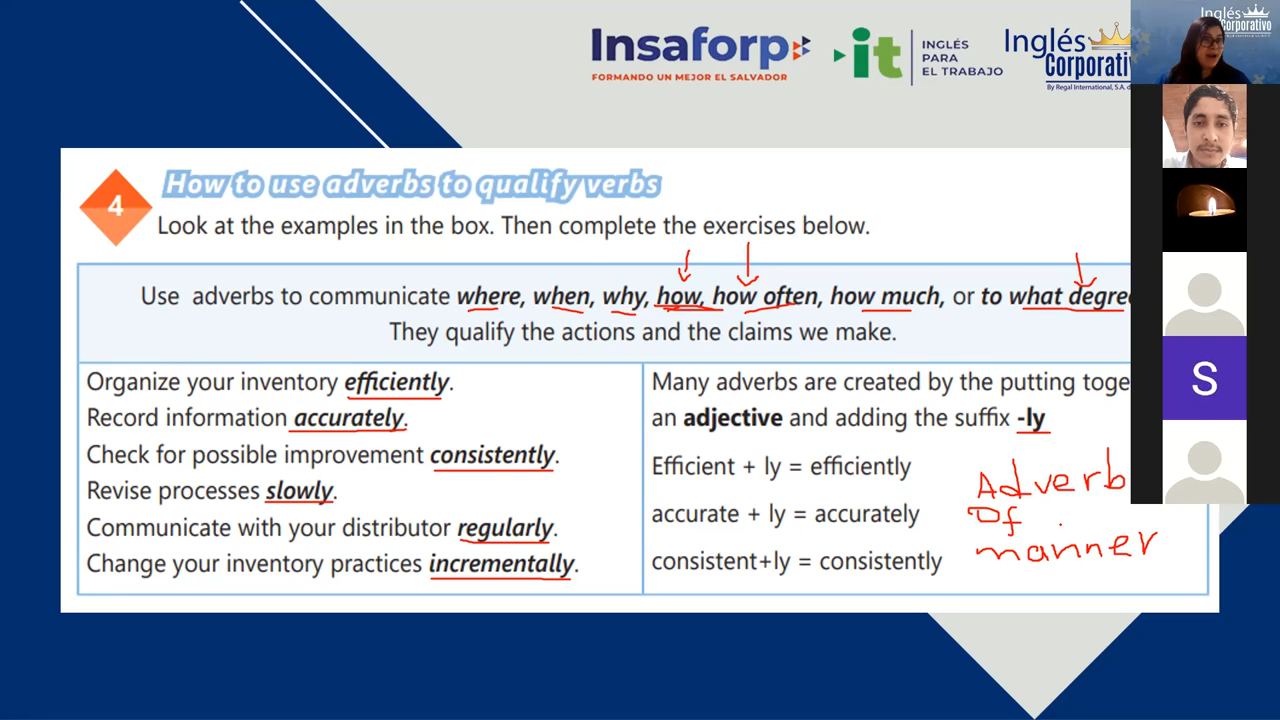 Insaforp
FORMANDO UN MEJOR EL SALVADOR
it
INGLÉS
PARA
EL TRABAJO
Inglés
Corporativo
By Regal International, S.A. d
Inglés
Corporativo
4
How to use adverbs to qualify verbs
Look at the examples in the box. Then complete the exercises below.
Use adverbs to communicate where, when, why, how, how often, how much, or to what degre
They qualify the actions and the claims we make.
Organize your inventory efficiently.
Record information accurately.
Check for possible improvement consistently.
Revise processes slowly.
Communicate with your distributor regularly.
Change your inventory practices incrementally.
Many adverbs are created by the putting toge
an adjective and adding the suffix -ly
Efficient + ly = efficiently
accurate + ly = accurately
consistent+ly = consistently
Adverb
Of
manner
S